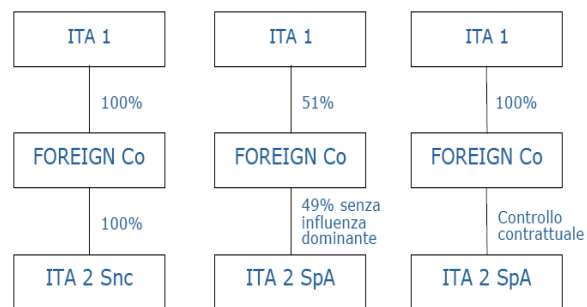 ITA 1
100%
FOREIGN Co
100%
ITA 2 Snc
ITA 1
51%
FOREIGN Co
49% senza
influenza
dominante
ITA 2 SpA
ITA 1
100%
FOREIGN Co
Controllo
contrattuale
ITA 2 SpA